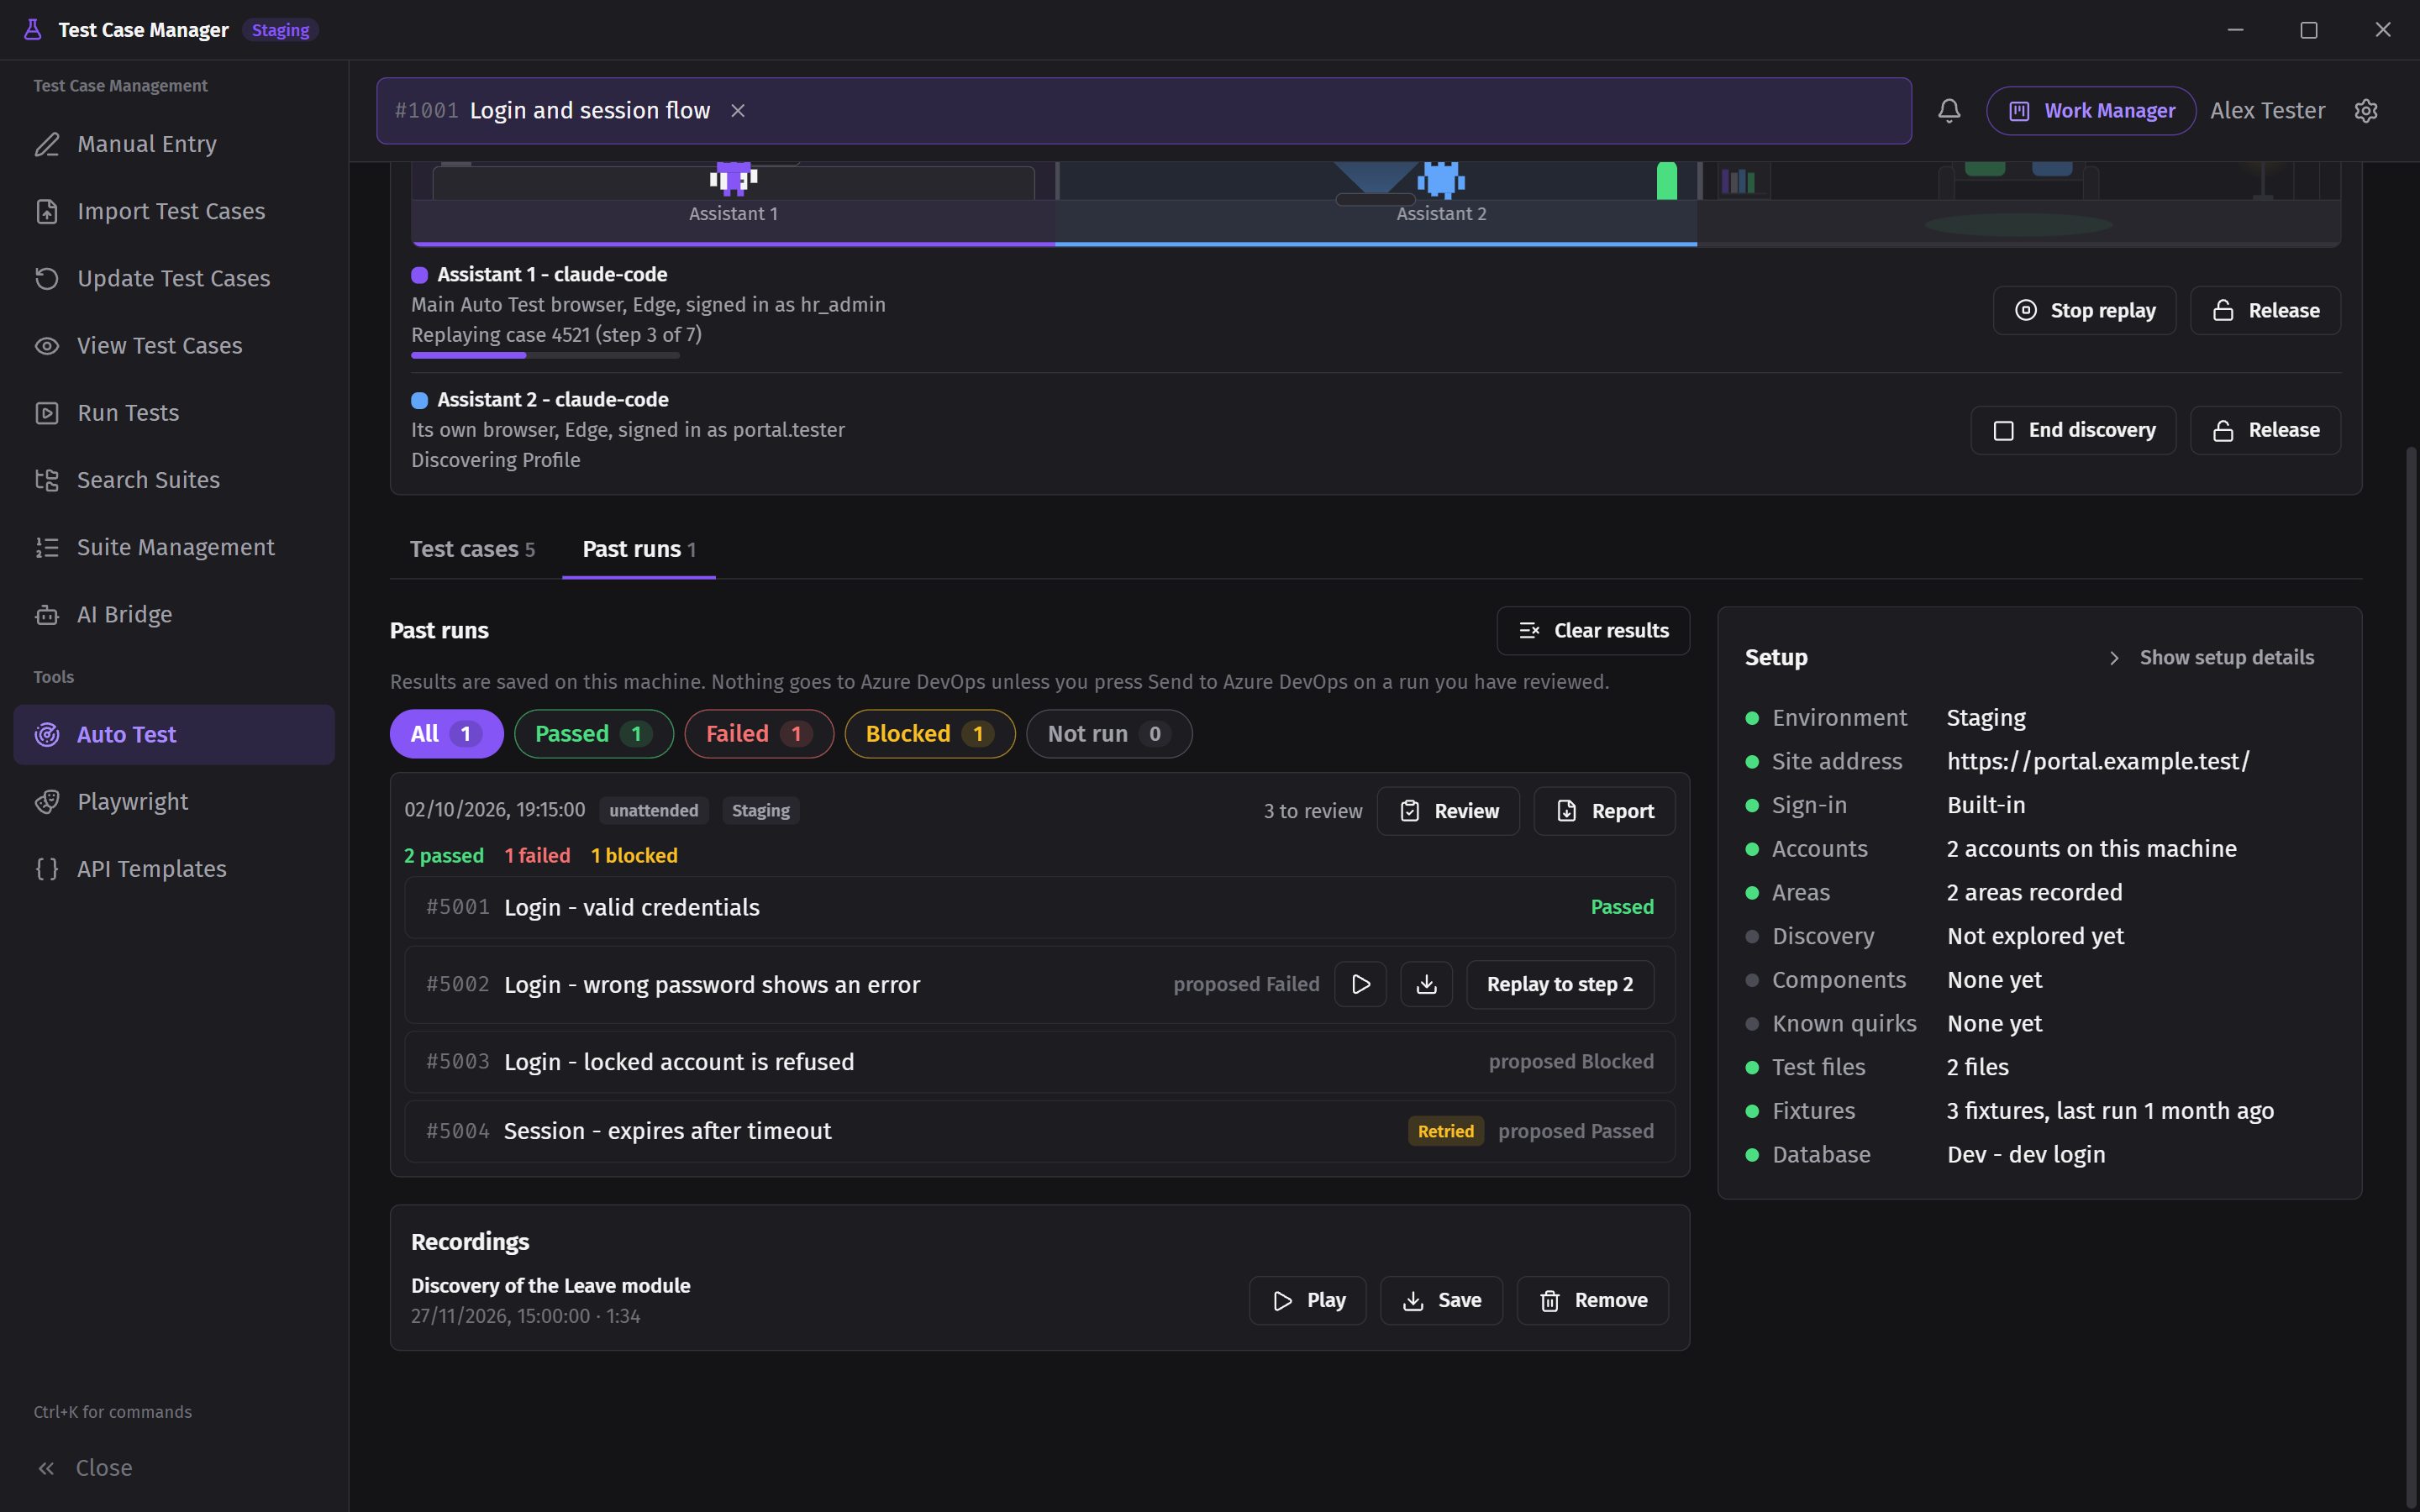 Test Case Manager Staging
Test Case Management
Manual Entry
Import Test Cases
Update Test Cases
View Test Cases
Run Tests
Search Suites
Suite Management
AI Bridge
Tools
Auto Test
Playwright
API Templates
Ctrl+K for commands
Close
#1001 Login and session flow
Work Manager
Alex Tester
Assistant 1
Assistant 2
Assistant 1 - claude-code
Main Auto Test browser, Edge, signed in as hr_admin
Replaying case 4521 (step 3 of 7)
Stop replay
Release
Assistant 2 - claude-code
Its own browser, Edge, signed in as portal.tester
Discovering Profile
End discovery
Release
Test cases 5
Past runs 1
Past runs
Clear results
Results are saved on this machine. Nothing goes to Azure DevOps unless you press Send to Azure DevOps on a run you have reviewed.
All 1
Passed 1
Failed 1
Blocked 1
Not run 0
02/10/2026, 19:15:00 unattended Staging
3 to review
Review
Report
2 passed 1 failed 1 blocked
#5001 Login - valid credentials Passed
#5002 Login - wrong password shows an error proposed Failed Replay to step 2
#5003 Login - locked account is refused proposed Blocked
#5004 Session - expires after timeout Retried proposed Passed
Recordings
Discovery of the Leave module
27/11/2026, 15:00:00 · 1:34
Play
Save
Remove
Setup
Show setup details
Environment Staging
Site address https://portal.example.test/
Sign-in Built-in
Accounts 2 accounts on this machine
Areas 2 areas recorded
Discovery Not explored yet
Components None yet
Known quirks None yet
Test files 2 files
Fixtures 3 fixtures, last run 1 month ago
Database Dev - dev login